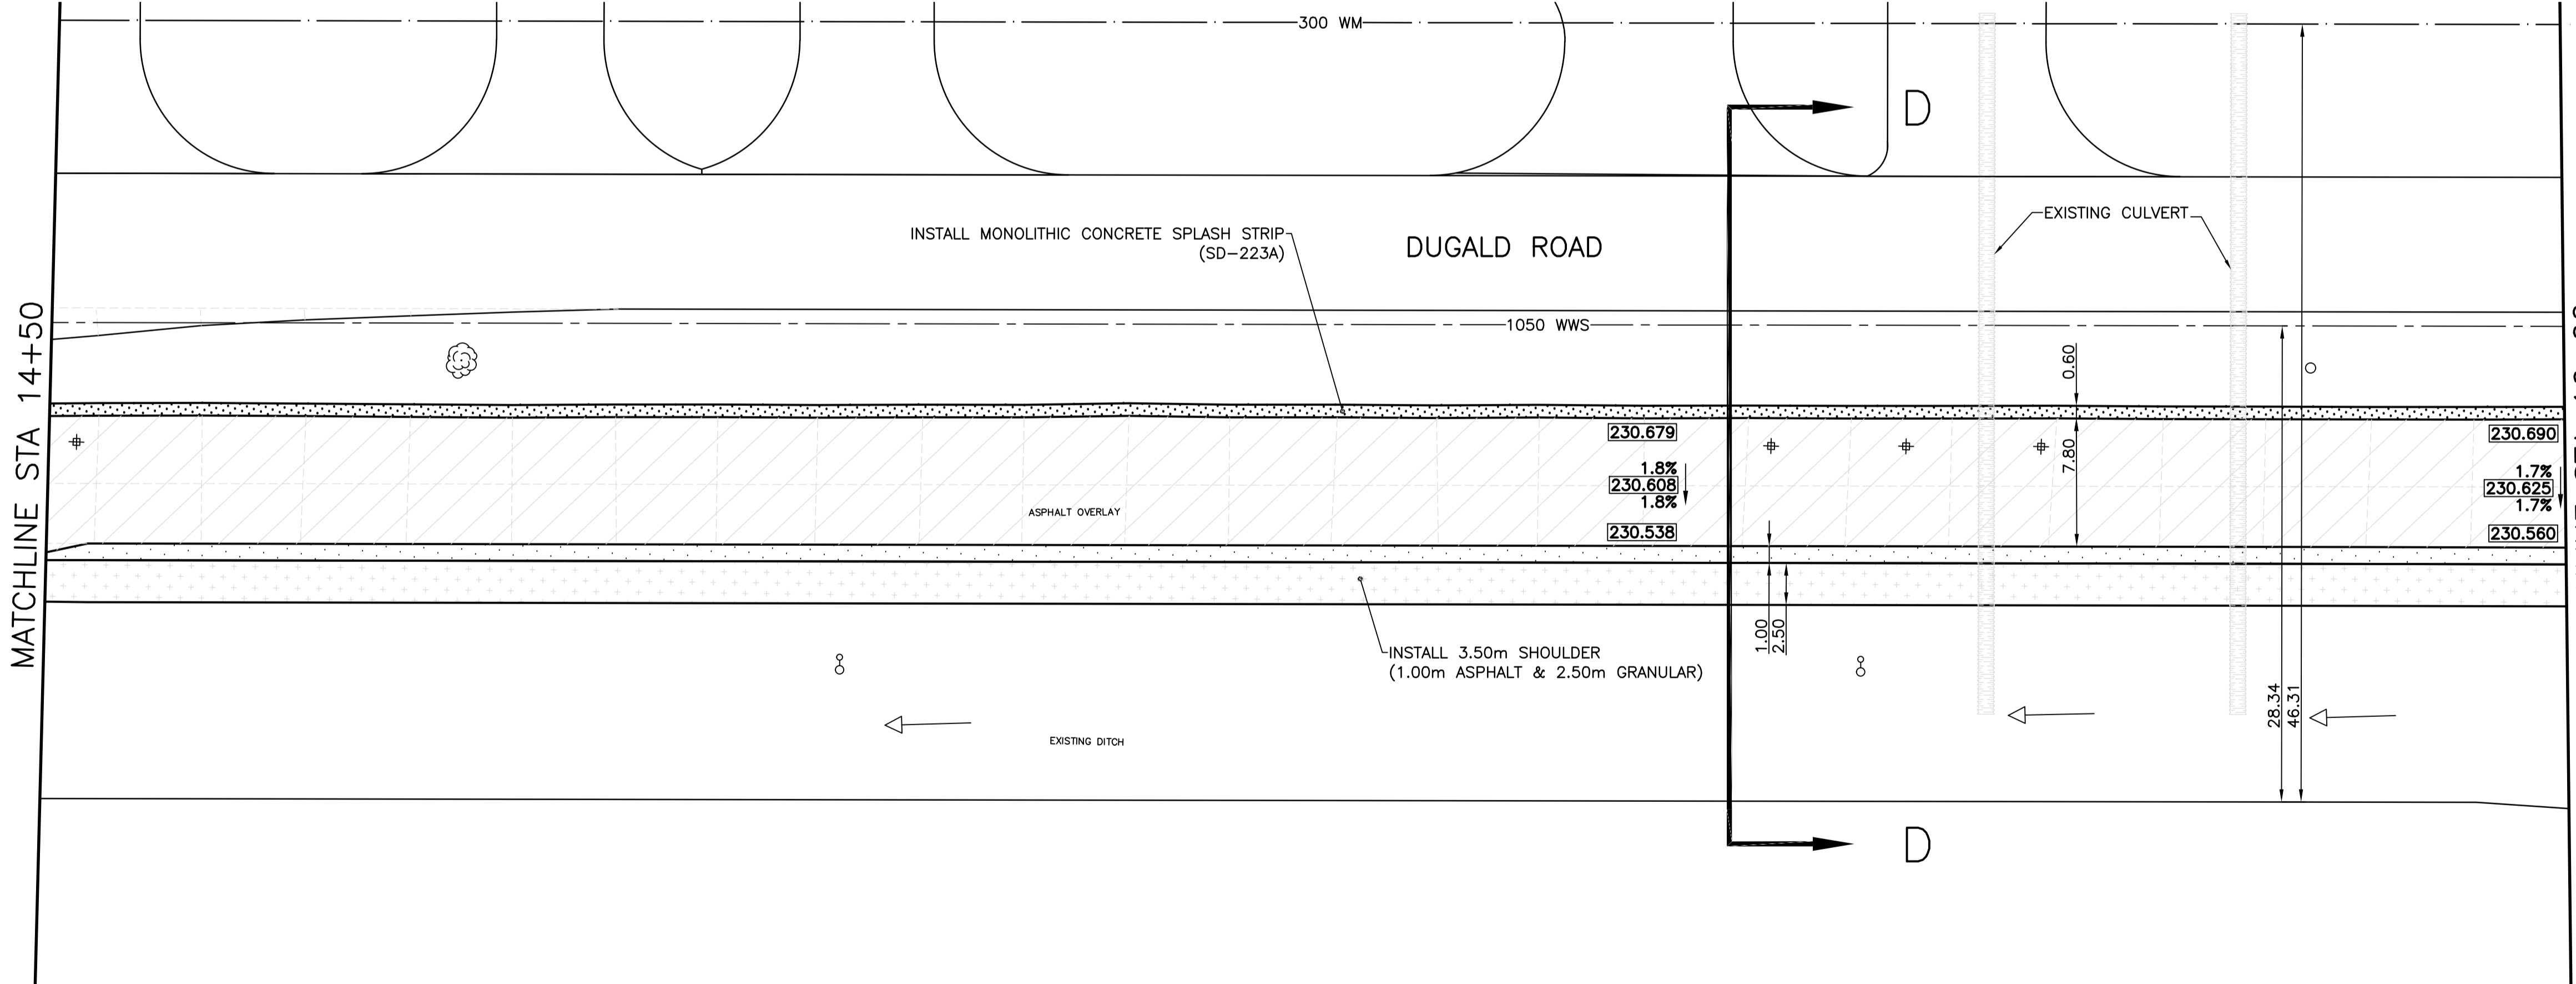 300 WM
D
EXISTING CULVERT
INSTALL MONOLITHIC CONCRETE SPLASH STRIP
(SD-223A)
DUGALD ROAD
MATCHLINE STA 14+50
1050 WWS
0.60
7.80
230.679
1.8%
230.608
1.8%
230.538
230.690
1.7%
230.625
1.7%
230.560
ASPHALT OVERLAY
1.00
2.50
INSTALL 3.50m SHOULDER
(1.00m ASPHALT & 2.50m GRANULAR)
28.34
46.31
EXISTING DITCH
D